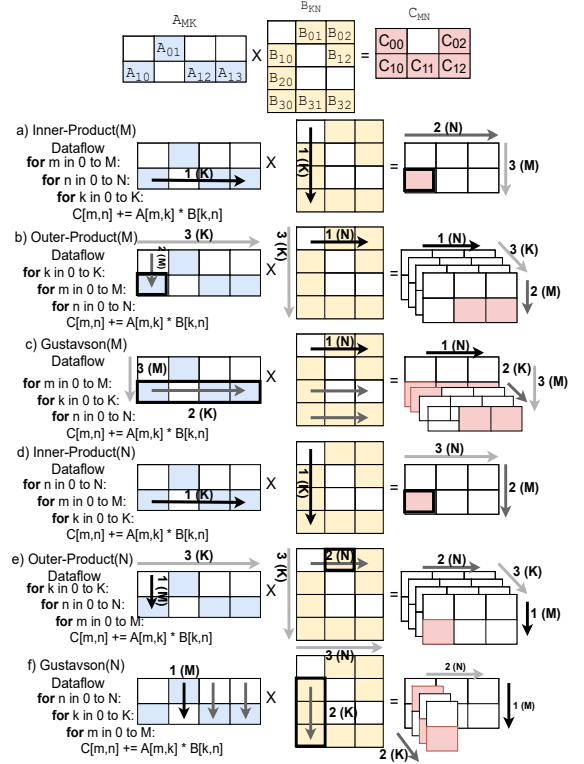 A_MK B_KN C_MN
A01 X B01 B02 = C00 C02
A10 A12 A13 B10 B12 C10 C11 C12
B20
B30 B31 B32
a) Inner-Product(M)
Dataflow
for m in 0 to M:
for n in 0 to N:
for k in 0 to K:
C[m,n] += A[m,k] * B[k,n]
1 (K) X 1 (K) = 2 (N) 3 (M)
b) Outer-Product(M)
Dataflow
for k in 0 to K:
for m in 0 to M:
for n in 0 to N:
C[m,n] += A[m,k] * B[k,n]
3 (K) 2 (M) X 3 (K) 1 (N) = 1 (N) 3 (K) 2 (M)
c) Gustavson(M)
Dataflow
for m in 0 to M:
for k in 0 to K:
for n in 0 to N:
C[m,n] += A[m,k] * B[k,n]
3 (M) 2 (K) X 1 (N) = 1 (N) 2 (K) 3 (M)
d) Inner-Product(N)
Dataflow
for n in 0 to N:
for m in 0 to M:
for k in 0 to K:
C[m,n] += A[m,k] * B[k,n]
1 (K) X 1 (K) = 3 (N) 2 (M)
e) Outer-Product(N)
Dataflow
for k in 0 to K:
for n in 0 to N:
for m in 0 to M:
C[m,n] += A[m,k] * B[k,n]
3 (K) 1 (M) X 3 (K) 2 (N) = 2 (N) 3 (K) 1 (M)
f) Gustavson(N)
Dataflow
for n in 0 to N:
for k in 0 to K:
for m in 0 to M:
C[m,n] += A[m,k] * B[k,n]
1 (M) X 3 (N) 2 (K) = 2 (N) 1 (M) 2 (K)